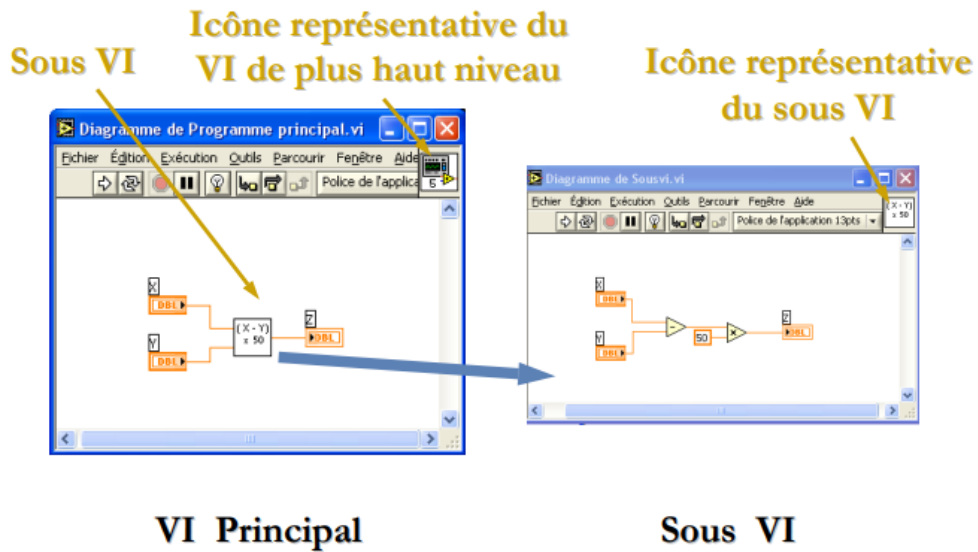 Sous VI
Icône représentative du
VI de plus haut niveau
Icône représentative
du sous VI
Diagramme de Programme principal.vi
Fichier Édition Exécution Outils Parcourir Fenêtre Aide
Police de l'applica
5
X
DBL
Y
DBL
(X-Y)
x 50
Z
DBL
Diagramme de Sousvi.vi
Fichier Édition Exécution Outils Parcourir Fenêtre Aide
Police de l'application 13pts
(X-Y)
x 50
X
DBL
Y
DBL
50
Z
DBL
VI Principal
Sous VI